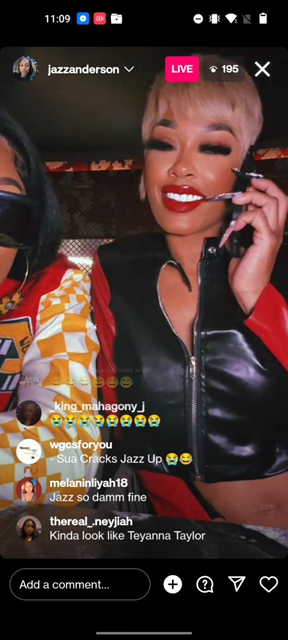 11:09
jazzanderson
LIVE
195
_king_mahagony_j
😭😭😭😭😭😭😭😭
wgcsforyou
- Sua Cracks Jazz Up 😭😂
melaninliyah18
Jazz so damm fine
thereal_.neyjiah
Kinda look like Teyanna Taylor
Add a comment...